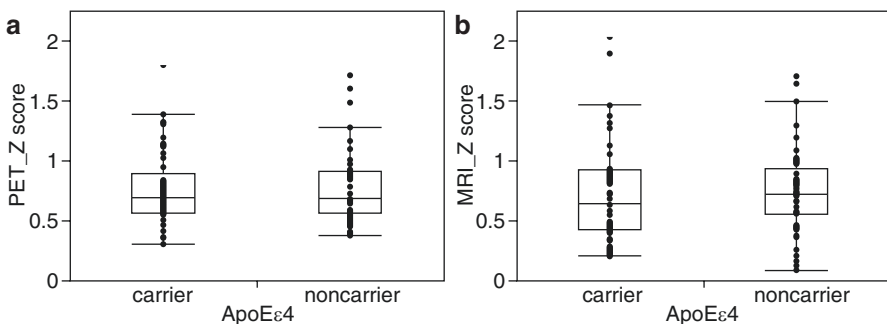 a
PET_Z score
2
1.5
1
0.5
0
carrier
noncarrier
ApoEε4
b
MRI_Z score
2
1.5
1
0.5
0
carrier
noncarrier
ApoEε4